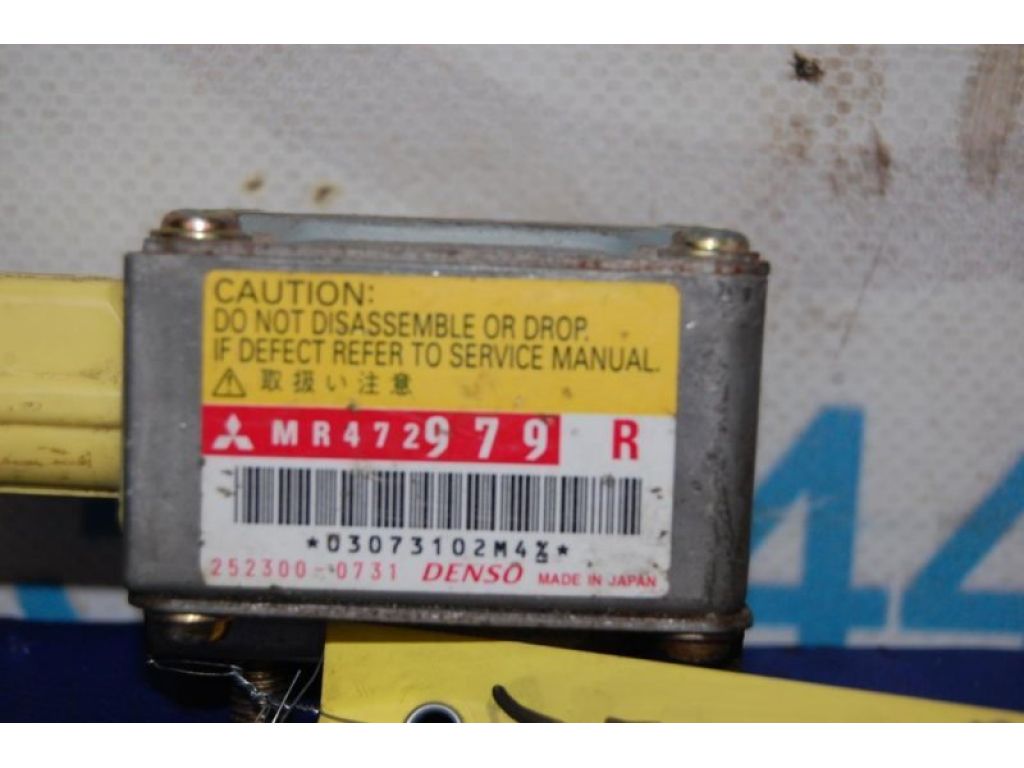 CAUTION:
DO NOT DISASSEMBLE OR DROP.
IF DEFECT REFER TO SERVICE MANUAL.
取扱い注意
MR472979 R
*03073102M4%*
252300-0731 DENSO MADE IN JAPAN
44